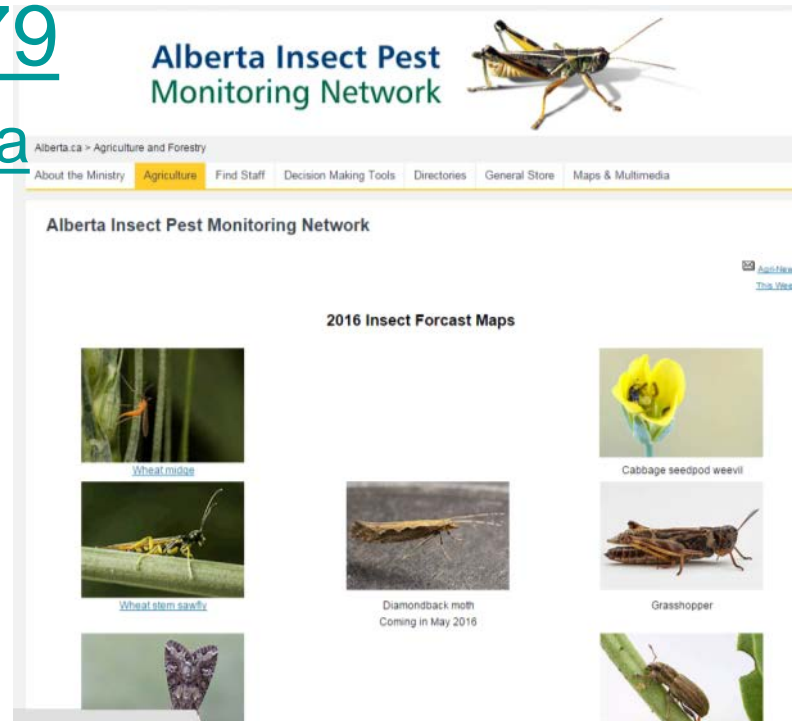 79
Alberta Insect Pest
Monitoring Network
a
Alberta.ca > Agriculture and Forestry
About the Ministry Agriculture Find Staff Decision Making Tools Directories General Store Maps & Multimedia
Alberta Insect Pest Monitoring Network
This
2016 Insect Forcast Maps
Wheat midge
Cabbage seedpod weevil
Wheat stem sawfly
Diamondback moth
Coming in May 2016
Grasshopper